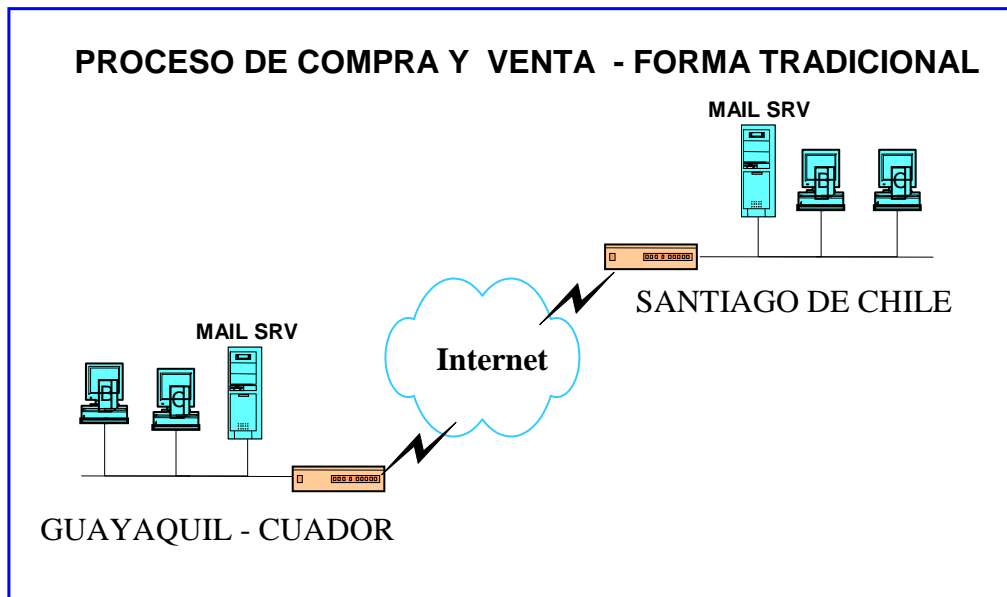 PROCESO DE COMPRA Y VENTA - FORMA TRADICIONAL
MAIL SRV
SANTIAGO DE CHILE
MAIL SRV
Internet
GUAYAQUIL - CUADOR